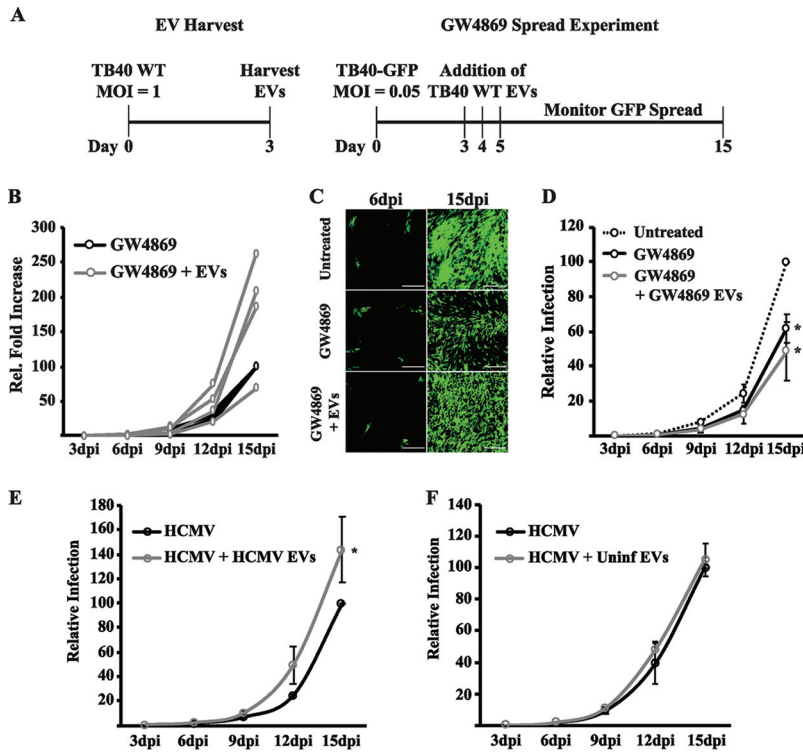 A
EV Harvest
GW4869 Spread Experiment
TB40 WT
MOI = 1
Harvest
EVs
TB40-GFP
MOI = 0.05
Addition of
TB40 WT EVs
Monitor GFP Spread
Day 0
3
Day 0
3
4
5
15
B
Rel. Fold Increase
300
250
200
150
100
50
GW4869
GW4869 + EVs
3dpi
6dpi
9dpi
12dpi
15dpi
C
6dpi
15dpi
Untreated
GW4869
GW4869
+ EVs
D
Relative Infection
120
100
80
60
40
20
Untreated
GW4869
GW4869
+ GW4869 EVs
*
*
3dpi
6dpi
9dpi
12dpi
15dpi
E
Relative Infection
180
160
140
120
100
80
60
40
20
HCMV
HCMV + HCMV EVs
*
3dpi
6dpi
9dpi
12dpi
15dpi
F
Relative Infection
140
120
100
80
60
40
20
HCMV
HCMV + Uninf EVs
3dpi
6dpi
9dpi
12dpi
15dpi